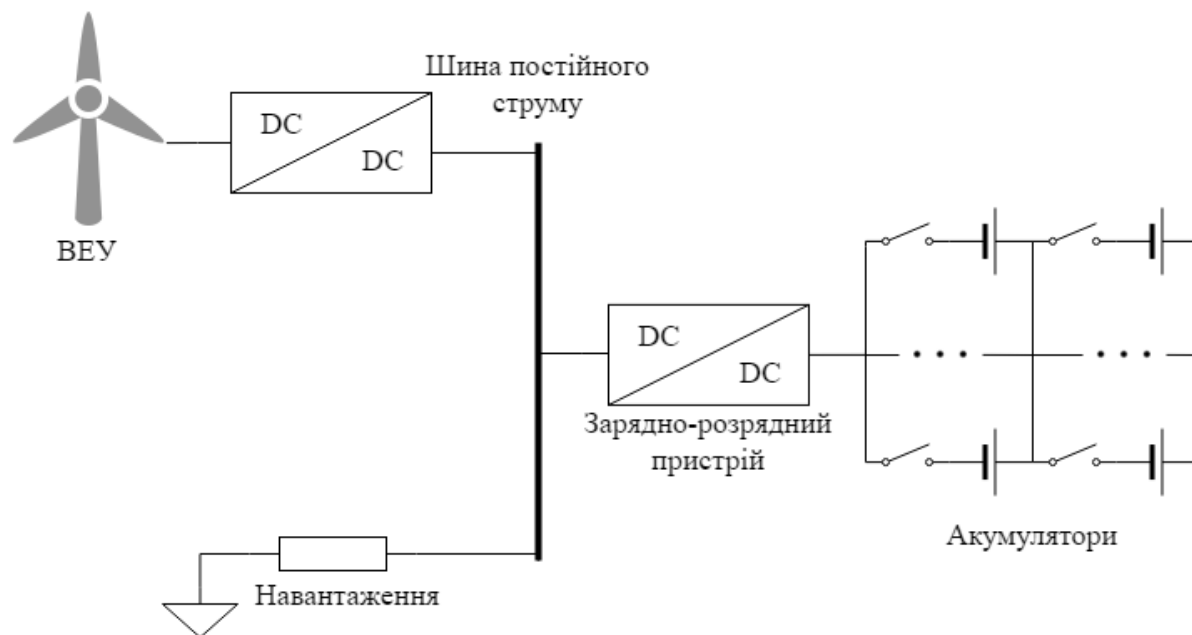 Шина постійного
струму
DC
DC
ВЕУ
DC
DC
Зарядно-розрядний
пристрій
Акумулятори
Навантаження